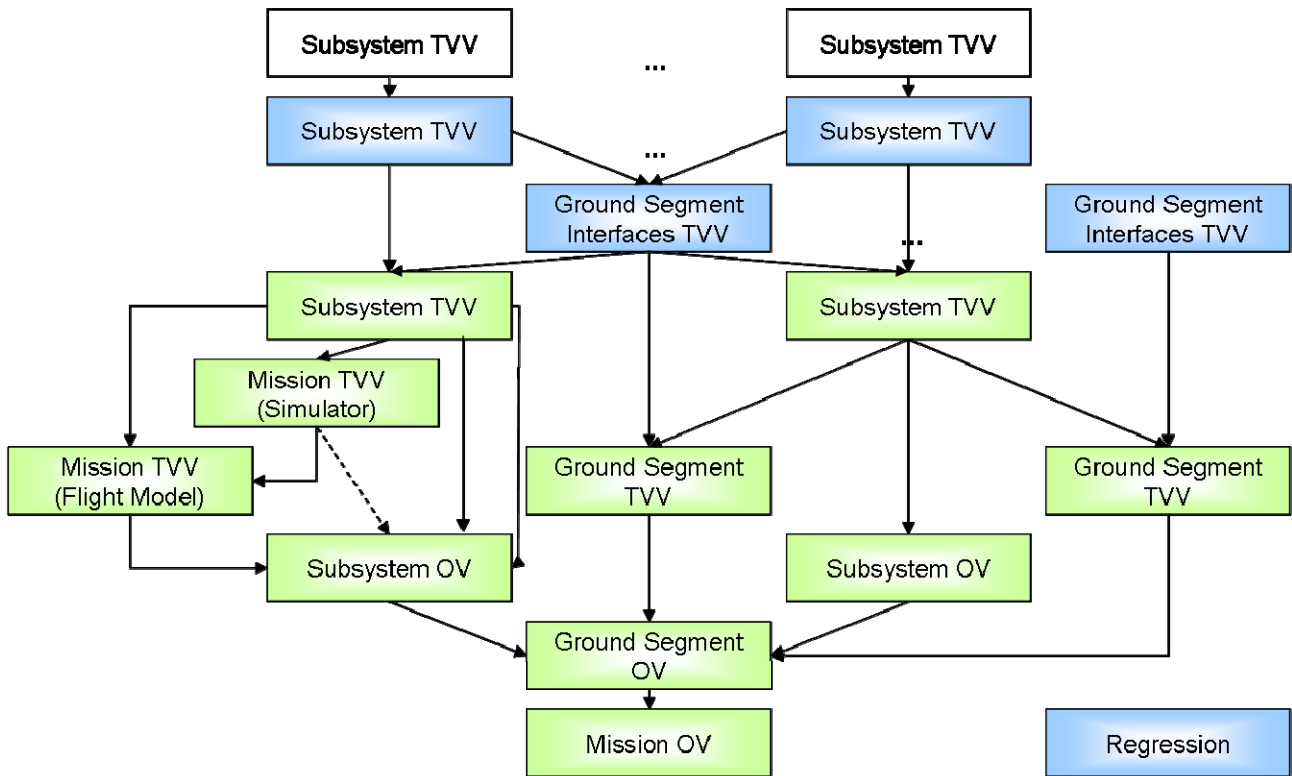 Subsystem TVV
...
Subsystem TVV
Subsystem TVV
...
Subsystem TVV
Ground Segment
Interfaces TVV
...
Ground Segment
Interfaces TVV
Subsystem TVV
Subsystem TVV
Mission TVV
(Simulator)
Mission TVV
(Flight Model)
Ground Segment
TVV
Ground Segment
TVV
Subsystem OV
Subsystem OV
Ground Segment
OV
Mission OV
Regression